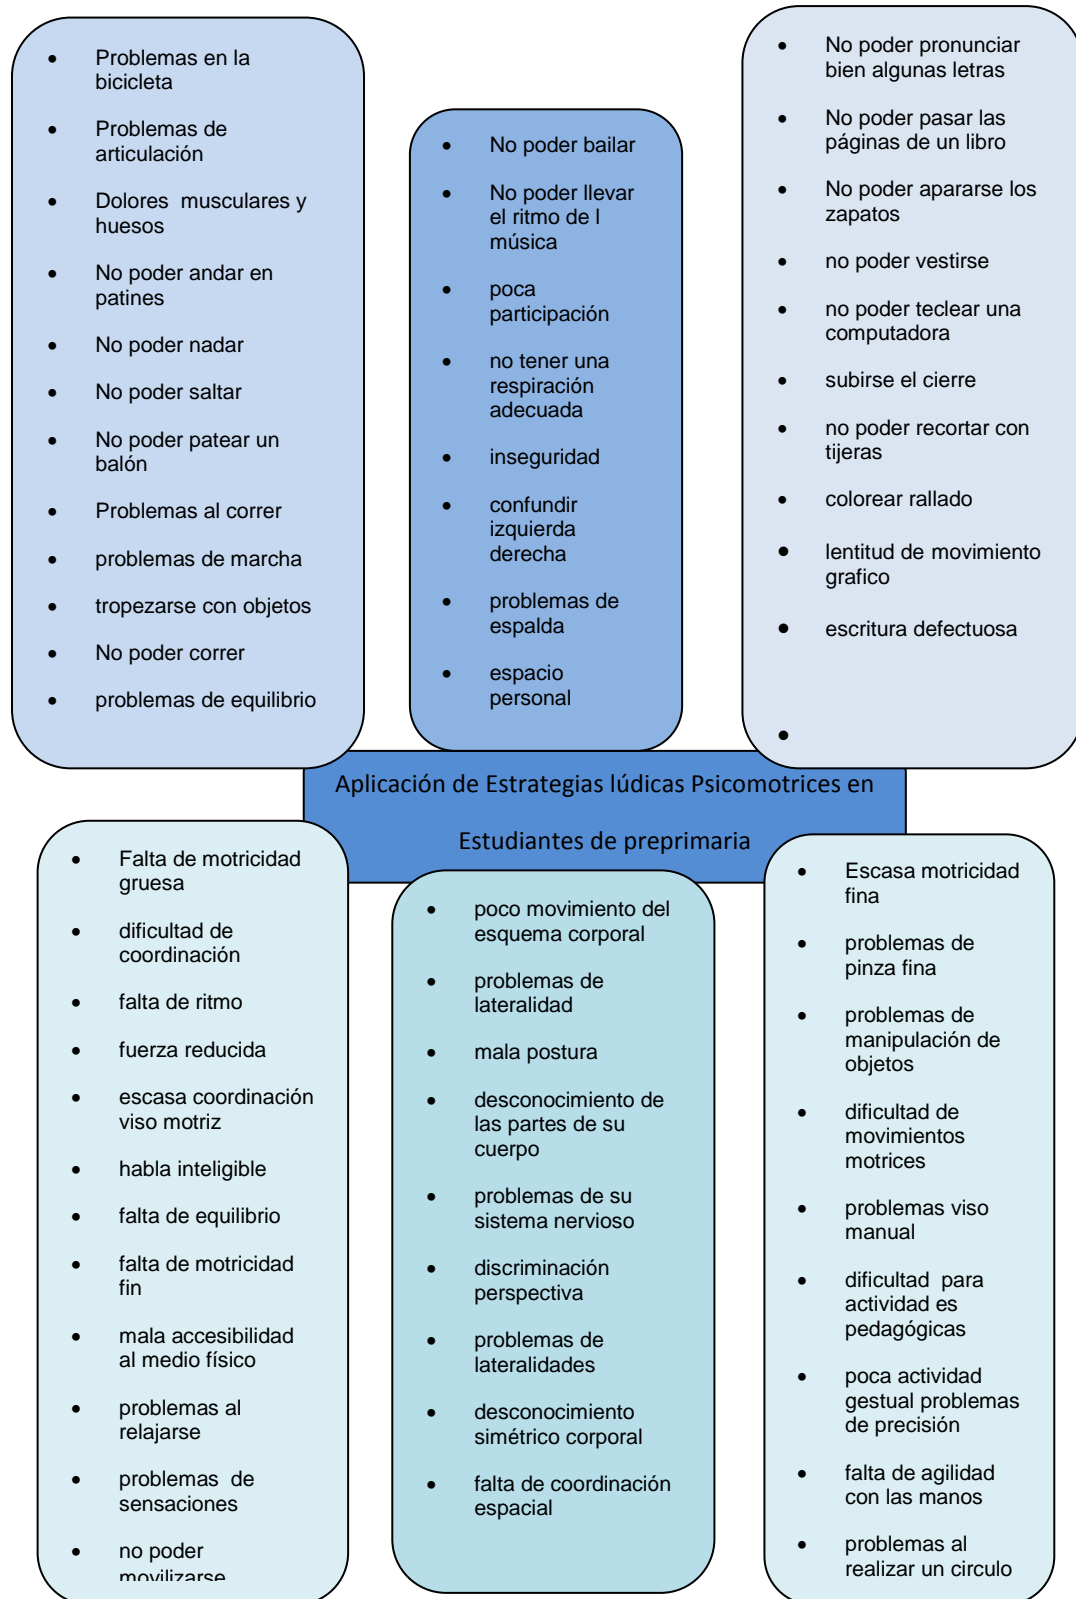 • Problemas en la
bicicleta
• Problemas de
articulación
• Dolores musculares y
huesos
• No poder andar en
patines
• No poder nadar
• No poder saltar
• No poder patear un
balón
• Problemas al correr
• problemas de marcha
• tropezarse con objetos
• No poder correr
• problemas de equilibrio
• No poder bailar
• No poder llevar
el ritmo de l
música
• poca
participación
• no tener una
respiración
adecuada
• inseguridad
• confundir
izquierda
derecha
• problemas de
espalda
• espacio
personal
• No poder pronunciar
bien algunas letras
• No poder pasar las
páginas de un libro
• No poder apararse los
zapatos
• no poder vestirse
• no poder teclear una
computadora
• subirse el cierre
• no poder recortar con
tijeras
• colorear rallado
• lentitud de movimiento
grafico
• escritura defectuosa
•
Aplicación de Estrategias lúdicas Psicomotrices en
Estudiantes de preprimaria
• Falta de motricidad
gruesa
• dificultad de
coordinación
• falta de ritmo
• fuerza reducida
• escasa coordinación
viso motriz
• habla inteligible
• falta de equilibrio
• falta de motricidad
fin
• mala accesibilidad
al medio físico
• problemas al
relajarse
• problemas de
sensaciones
• no poder
movilizarse
• poco movimiento del
esquema corporal
• problemas de
lateralidad
• mala postura
• desconocimiento de
las partes de su
cuerpo
• problemas de su
sistema nervioso
• discriminación
perspectiva
• problemas de
lateralidades
• desconocimiento
simétrico corporal
• falta de coordinación
espacial
• Escasa motricidad
fina
• problemas de
pinza fina
• problemas de
manipulación de
objetos
• dificultad de
movimientos
motrices
• problemas viso
manual
• dificultad para
actividad es
pedagógicas
• poca actividad
gestual problemas
de precisión
• falta de agilidad
con las manos
• problemas al
realizar un circulo